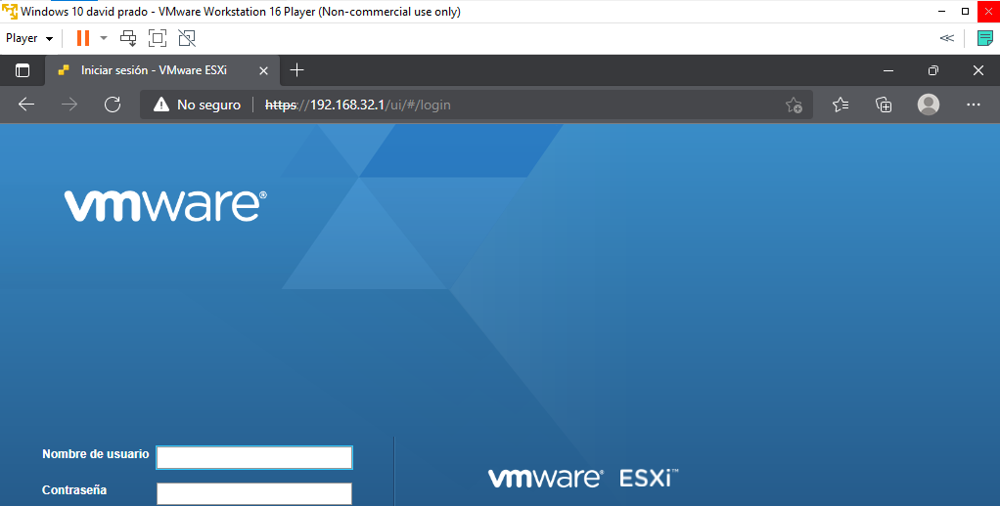 Windows 10 david prado - VMware Workstation 16 Player (Non-commercial use only)
Player
Iniciar sesión - VMware ESXi
No seguro https://192.168.32.1/ui/#/login
vmware®
Nombre de usuario
Contraseña
vmware® ESXi™